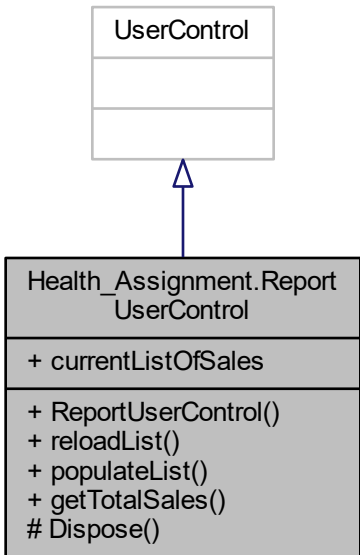 UserControl
Health_Assignment.Report
UserControl
+ currentListOfSales
+ ReportUserControl()
+ reloadList()
+ populateList()
+ getTotalSales()
# Dispose()